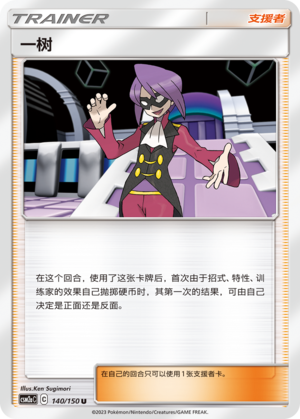 TRAINER
支援者
一树
在这个回合，使用了这张卡牌后，首次由招式、特性、训
练家的效果自己抛掷硬币时，其第一次的结果，可由自己
决定是正面还是反面。
Illus.Ken Sugimori
在自己的回合只可以使用1张支援者卡。
CSM2a C C 140/150 U
©2023 Pokémon/Nintendo/Creatures/GAME FREAK.